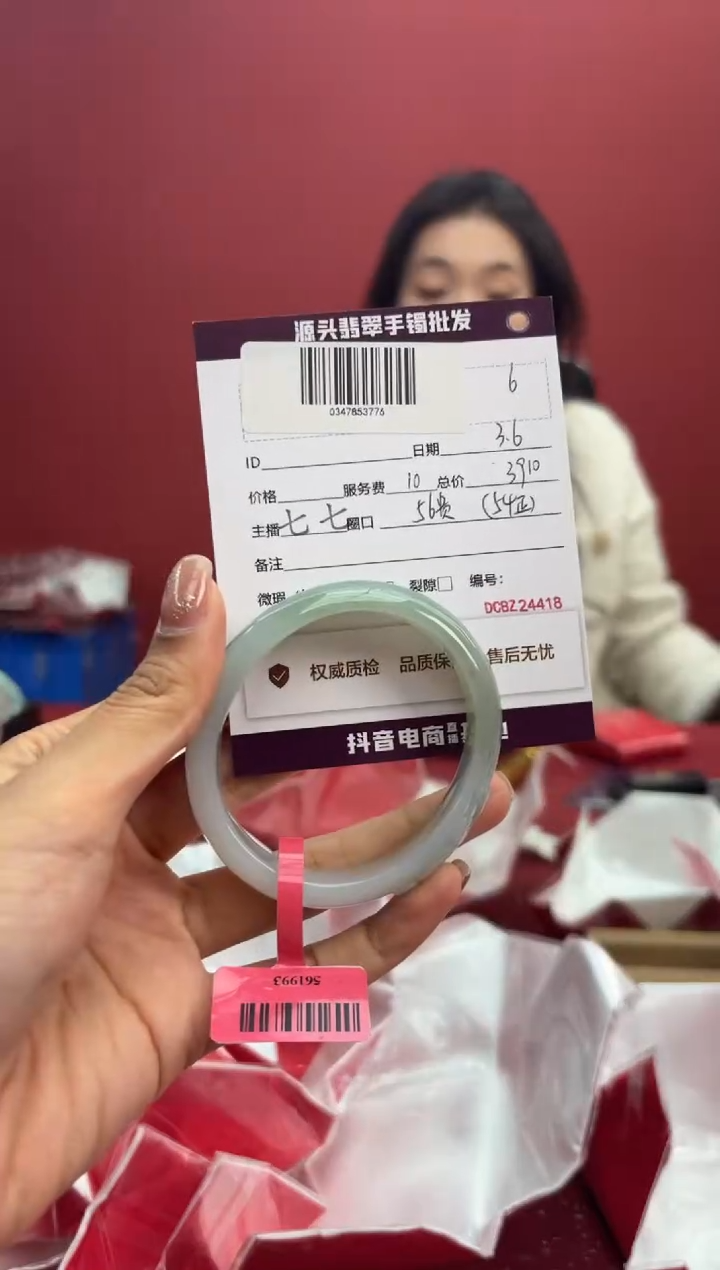 源头翡翠手镯批发
0347853776
6
ID 日期 3.6
价格 服务费 10 总价 3910
主播 七七 圈口 56贵 (54正)
备注
微瑕 裂隙 编号:
DCBZ24418
权威质检 品质保 售后无忧
抖音电商直播
561993